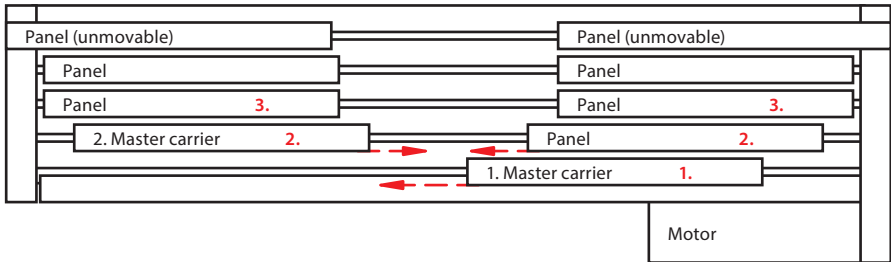 Panel (unmovable) Panel (unmovable)
Panel Panel
Panel 3. Panel 3.
2. Master carrier 2. Panel 2.
1. Master carrier 1.
Motor